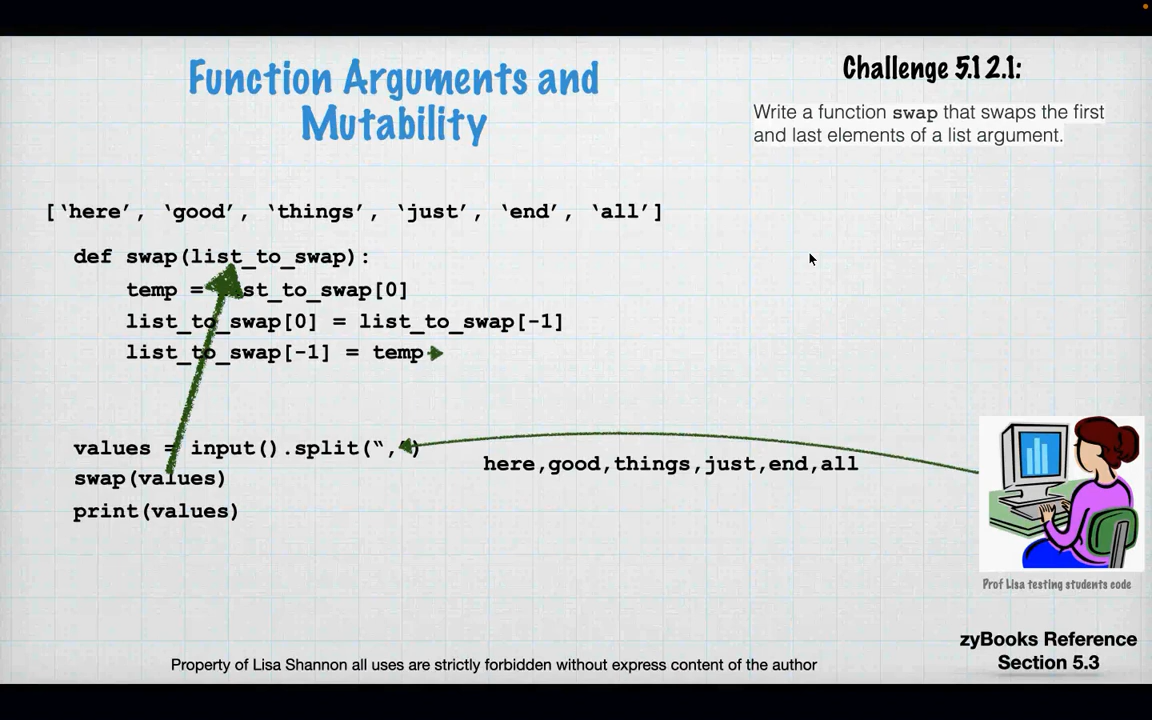 Function Arguments and
Mutability
Challenge 5.12.1:
Write a function swap that swaps the first
and last elements of a list argument.
[‘here’, ‘good’, ‘things’, ‘just’, ‘end’, ‘all’]
def swap(list_to_swap):
temp = st_to_swap[0]
list_to_swap[0] = list_to_swap[-1]
list_to_swap[-1] = temp
values = input().split(“,”)
swap(values)
print(values)
here,good,things,just,end,all
Prof Lisa testing students code
zyBooks Reference
Section 5.3
Property of Lisa Shannon all uses are strictly forbidden without express content of the author